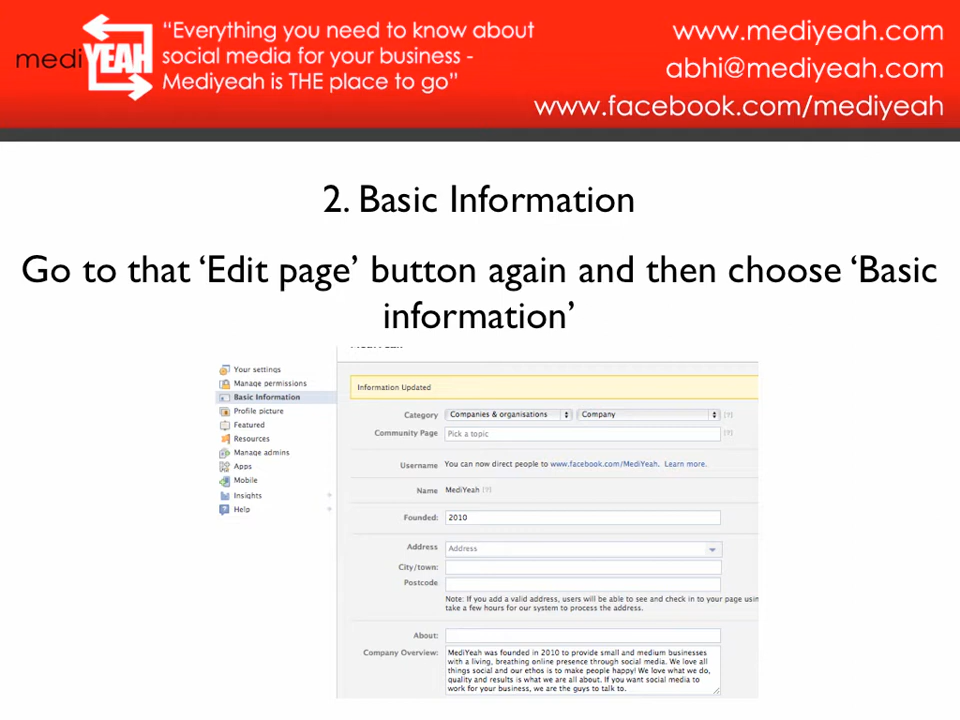 mediYEAH
“Everything you need to know about
social media for your business -
Mediyeah is THE place to go”
www.mediyeah.com
abhi@mediyeah.com
www.facebook.com/mediyeah
2. Basic Information
Go to that ‘Edit page’ button again and then choose ‘Basic
information’
Your settings
Manage permissions
Basic Information
Profile picture
Featured
Resources
Manage admins
Apps
Mobile
Insights
Help
Information Updated
Category Companies & organisations Company [?]
Community Page Pick a topic [?]
Username You can now direct people to www.facebook.com/MediYeah. Learn more.
Name MediYeah [?]
Founded: 2010
Address Address
City/town:
Postcode
Note: If you add a valid address, users will be able to see and check in to your page usin
take a few hours for our system to process the address.
About:
Company Overview: MediYeah was founded in 2010 to provide small and medium businesses
with a living, breathing online presence through social media. We love all
things social and our ethos is to make people happy! We love what we do,
quality and results is what we are all about. If you want social media to
work for your business, we are the guys to talk to.